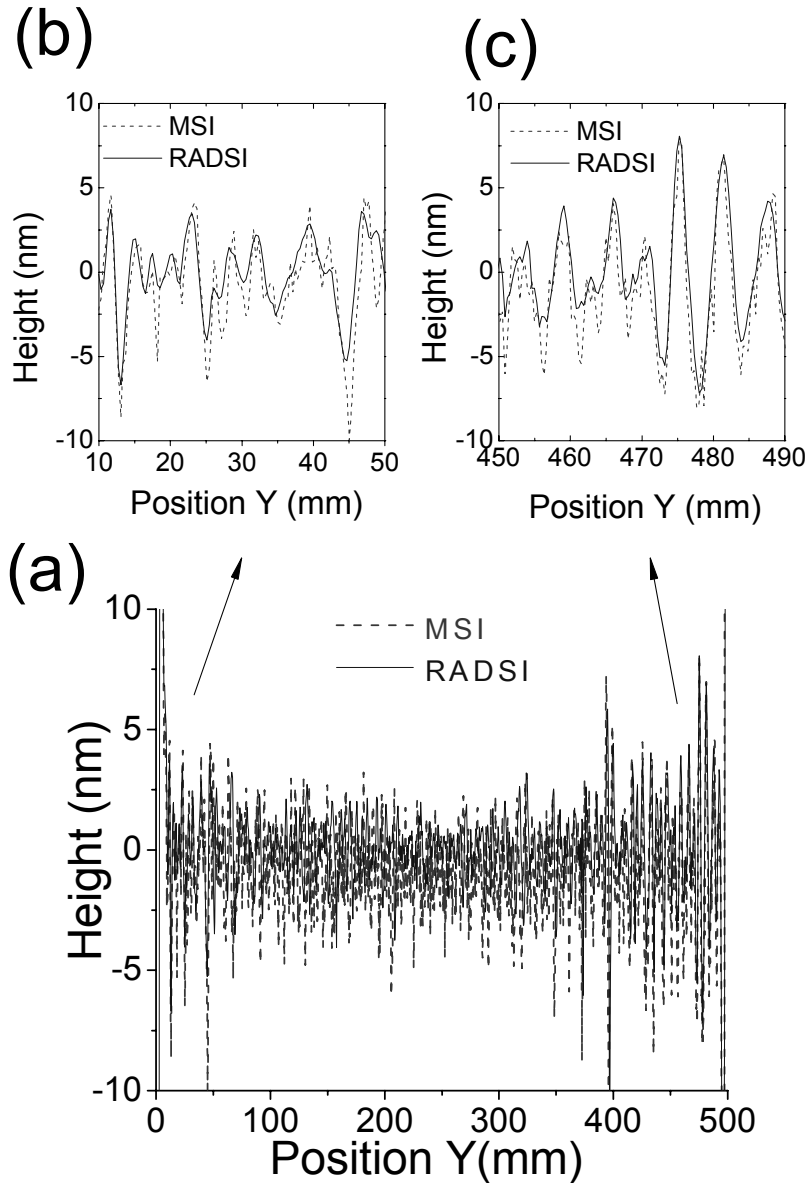 (b)
(c)
10
5
0
-5
-10
Height (nm)
MSI
RADSI
10 20 30 40 50
Position Y (mm)
10
5
0
-5
-10
Height (nm)
MSI
RADSI
450 460 470 480 490
Position Y (mm)
(a)
10
5
0
-5
-10
Height (nm)
MSI
RADSI
0 100 200 300 400 500
Position Y(mm)